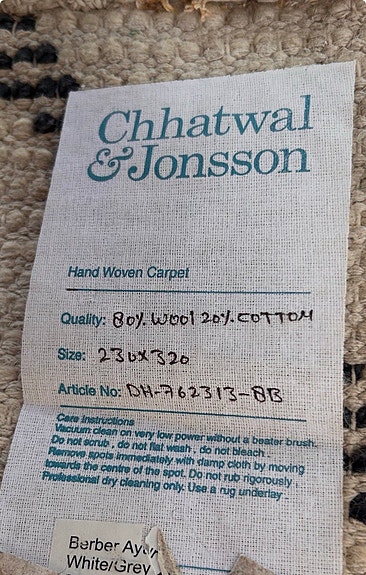 Chhatwal
&Jonsson
Hand Woven Carpet
Quality: 80% WOOl 20% COTTOM
Size: 230x320
Article No: DH-762313-8B
Care instructions
Vacuum clean on very low power without a beater brush.
Do not scrub , do not flat wash , do not bleach .
Remove spots immediately with damp cloth by moving
towards the centre of the spot. Do not rub rigorously .
Professional dry cleaning only. Use a rug underlay .
Berber
White/Grey